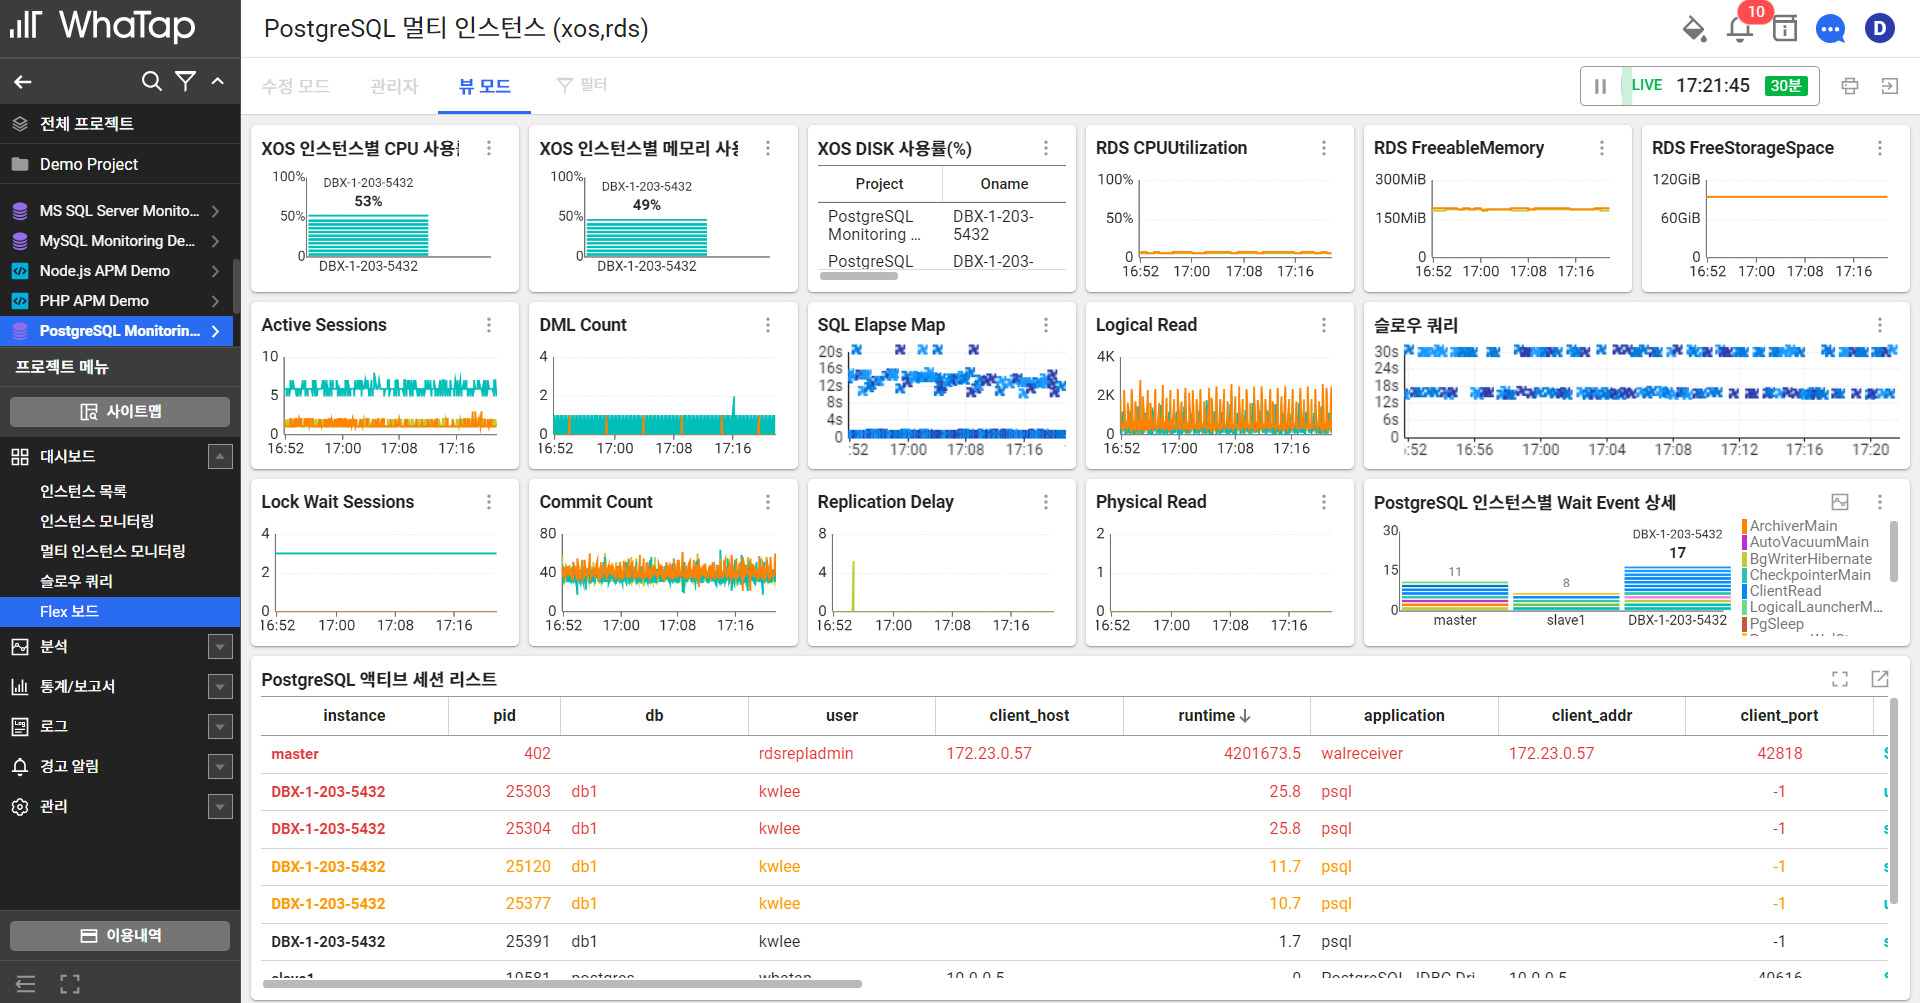 WhaTap
PostgreSQL 멀티 인스턴스 (xos,rds)
10
D
수정 모드
관리자
뷰 모드
필터
LIVE
17:21:45
30분
전체 프로젝트
Demo Project
MS SQL Server Monito...
MySQL Monitoring De...
Node.js APM Demo
PHP APM Demo
PostgreSQL Monitorin...
프로젝트 메뉴
사이트맵
대시보드
인스턴스 목록
인스턴스 모니터링
멀티 인스턴스 모니터링
슬로우 쿼리
Flex 보드
분석
통계/보고서
로그
경고 알림
관리
이용내역
XOS 인스턴스별 CPU 사용
100%
50%
0
DBX-1-203-5432
53%
DBX-1-203-5432
XOS 인스턴스별 메모리 사
100%
50%
0
DBX-1-203-5432
49%
DBX-1-203-5432
XOS DISK 사용률(%)
Project Oname
PostgreSQL Monitoring ...
DBX-1-203-5432
PostgreSQL
DBX-1-203-
RDS CPUUtilization
100%
50%
0
16:52 17:00 17:08 17:16
RDS FreeableMemory
300MiB
150MiB
0
16:52 17:00 17:08 17:16
RDS FreeStorageSpace
120GiB
60GiB
0
16:52 17:00 17:08 17:16
Active Sessions
10
5
0
16:52 17:00 17:08 17:16
DML Count
4
2
0
16:52 17:00 17:08 17:16
SQL Elapse Map
20s
16s
12s
8s
4s
0
:52 17:00 17:08 17:16
Logical Read
4K
2K
0
16:52 17:00 17:08 17:16
슬로우 쿼리
30s
24s
18s
12s
6s
0
:52 16:56 17:00 17:04 17:08 17:12 17:16 17:20
Lock Wait Sessions
4
2
0
16:52 17:00 17:08 17:16
Commit Count
80
40
0
16:52 17:00 17:08 17:16
Replication Delay
8
4
0
16:52 17:00 17:08 17:16
Physical Read
2
1
0
16:52 17:00 17:08 17:16
PostgreSQL 인스턴스별 Wait Event 상세
30
15
0
11
8
DBX-1-203-5432
17
master slave1 DBX-1-203-5432
ArchiverMain
AutoVacuumMain
BgWriterHibernate
CheckpointerMain
ClientRead
LogicalLauncherM...
PgSleep
PostgreSQL 액티브 세션 리스트
instance pid db user client_host runtime application client_addr client_port
master 402 rdsrepladmin 172.23.0.57 4201673.5 walreceiver 172.23.0.57 42818
DBX-1-203-5432 25303 db1 kwlee 25.8 psql -1
DBX-1-203-5432 25304 db1 kwlee 25.8 psql -1
DBX-1-203-5432 25120 db1 kwlee 11.7 psql -1
DBX-1-203-5432 25377 db1 kwlee 10.7 psql -1
DBX-1-203-5432 25391 db1 kwlee 1.7 psql -1
slave1 19581 postgres whatap 10.0.0.5 0 PostgreSQL JDBC Dri 10.0.0.5 40616